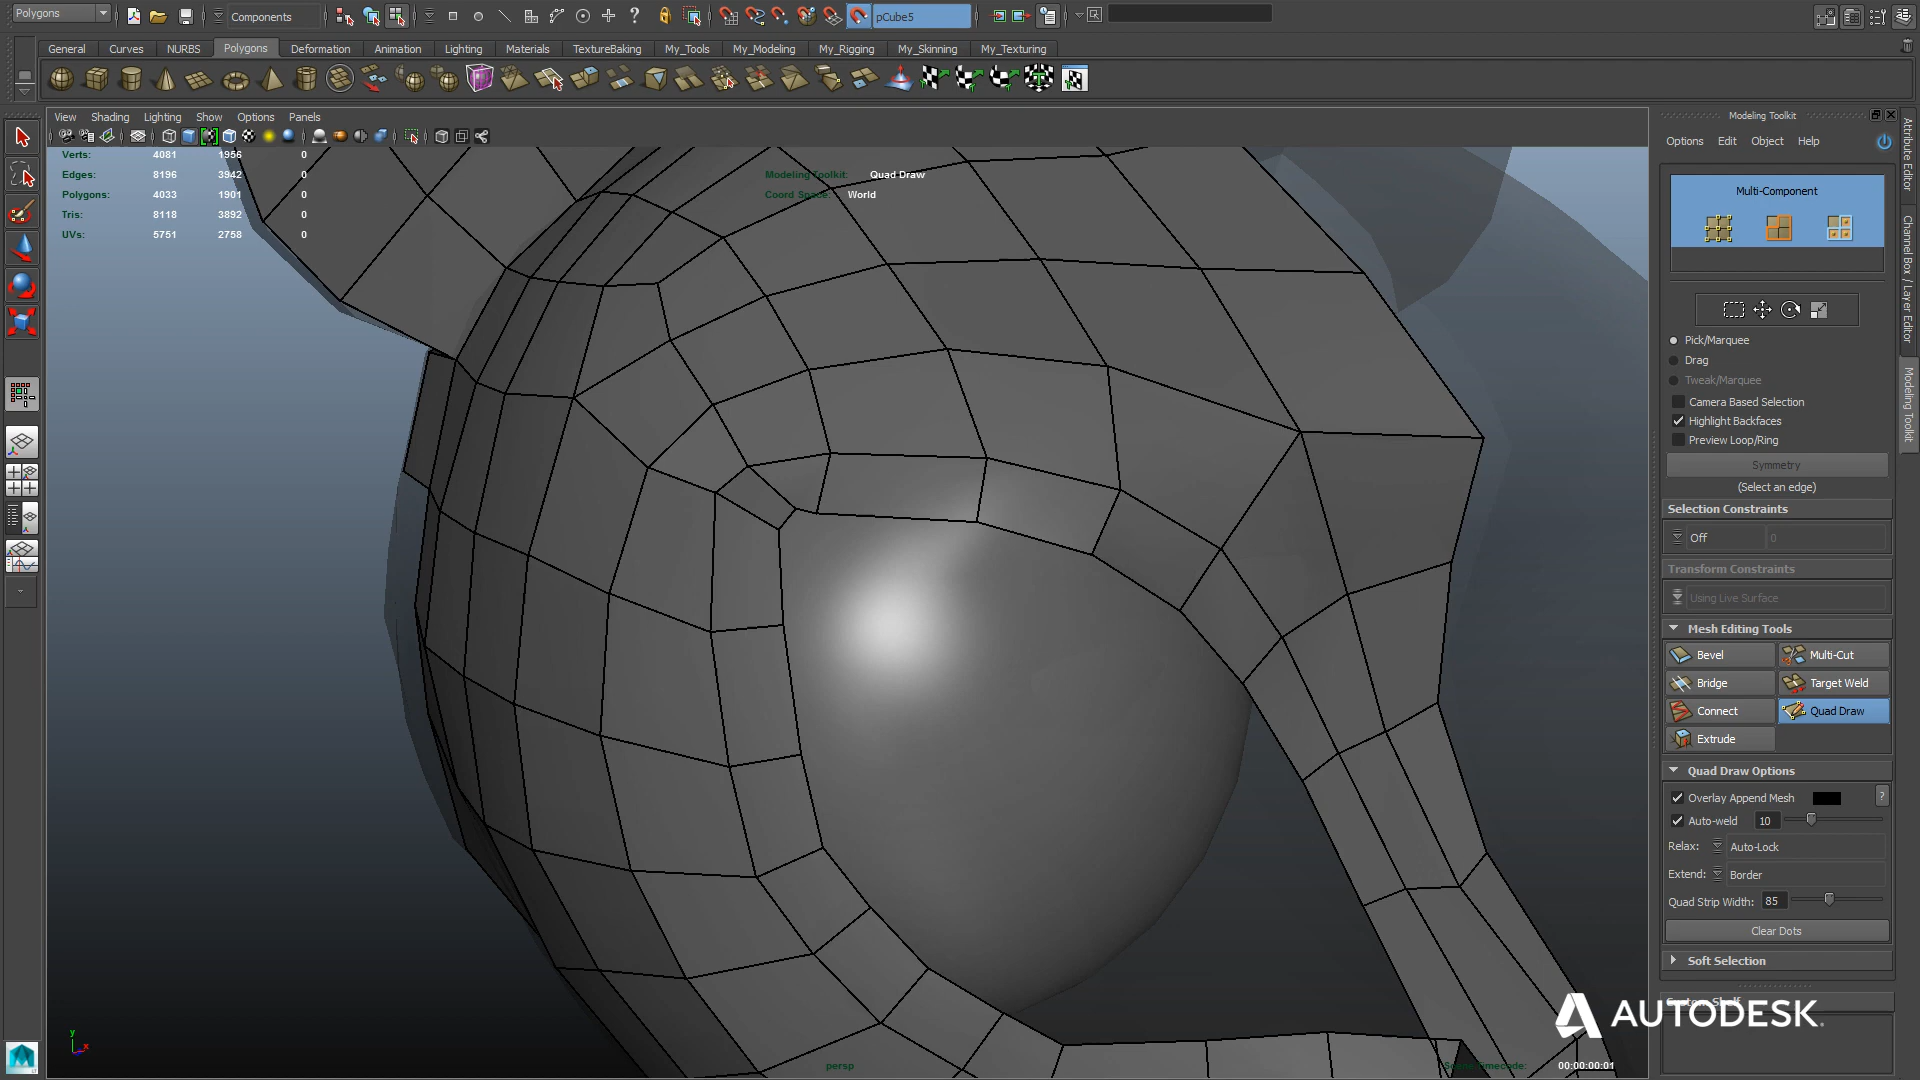 Polygons
Components
?
pCube5
General Curves NURBS Polygons Deformation Animation Lighting Materials TextureBaking My_Tools My_Modeling My_Rigging My_Skinning My_Texturing
View Shading Lighting Show Options Panels
Verts: 4081 1956 0
Edges: 8196 3942 0
Polygons: 4033 1901 0
Tris: 8118 3892 0
UVs: 5751 2758 0
Modeling Toolkit: Quad Draw
Coord Space: World
Modeling Toolkit
Options Edit Object Help
Multi-Component
Pick/Marquee
Drag
Tweak/Marquee
Camera Based Selection
Highlight Backfaces
Preview Loop/Ring
Symmetry
(Select an edge)
Selection Constraints
Off 0
Transform Constraints
Using Live Surface
Mesh Editing Tools
Bevel Multi-Cut
Bridge Target Weld
Connect Quad Draw
Extrude
Quad Draw Options
Overlay Append Mesh ?
Auto-weld 10
Relax: Auto-Lock
Extend: Border
Quad Strip Width: 85
Clear Dots
Soft Selection
Custom Shelf
AUTODESK.
Attribute Editor
Channel Box / Layer Editor
Modeling Toolkit
y
x
persp
Scene Timecode: 00:00:00:01